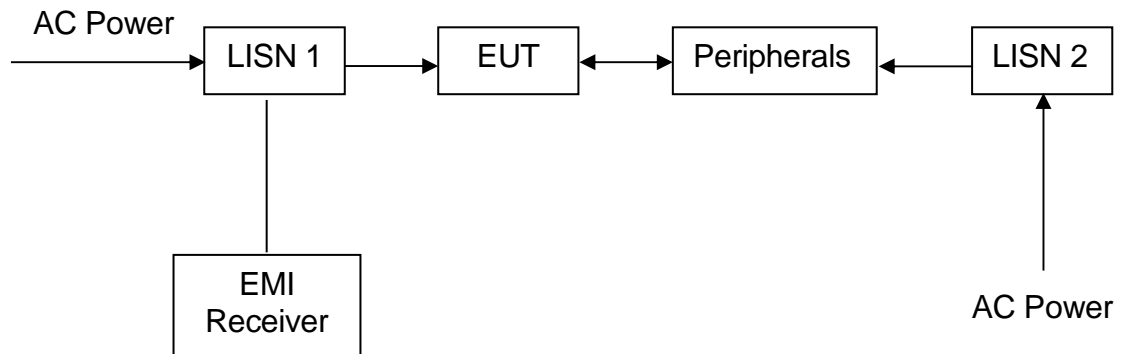 AC Power
LISN 1
EUT
Peripherals
LISN 2
EMI
Receiver
AC Power